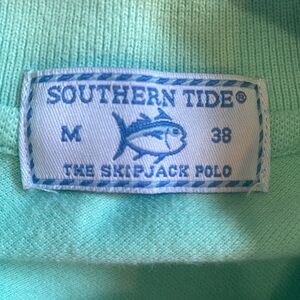 SOUTHERN TIDE®
M 38
THE SKIPJACK POLO